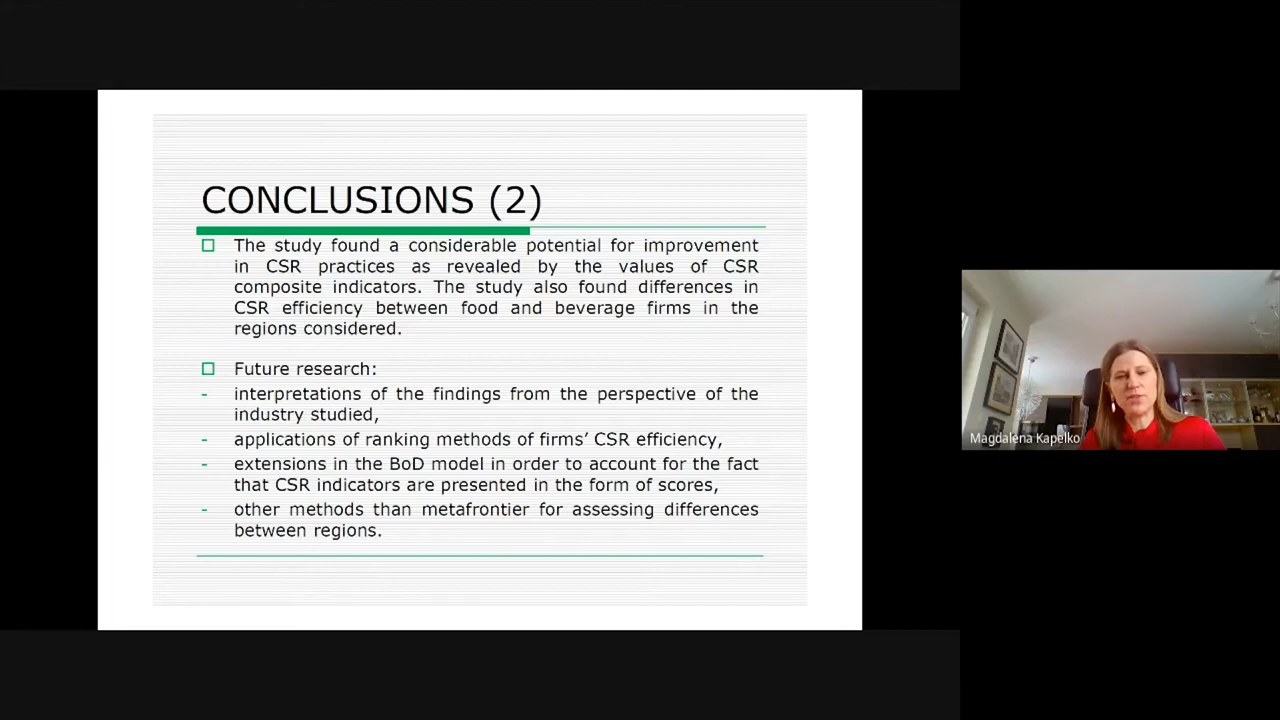 CONCLUSIONS (2)
The study found a considerable potential for improvement
in CSR practices as revealed by the values of CSR
composite indicators. The study also found differences in
CSR efficiency between food and beverage firms in the
regions considered.
Future research:
- interpretations of the findings from the perspective of the
industry studied,
- applications of ranking methods of firms’ CSR efficiency,
- extensions in the BoD model in order to account for the fact
that CSR indicators are presented in the form of scores,
- other methods than metafrontier for assessing differences
between regions.
Magdalena Kapelko